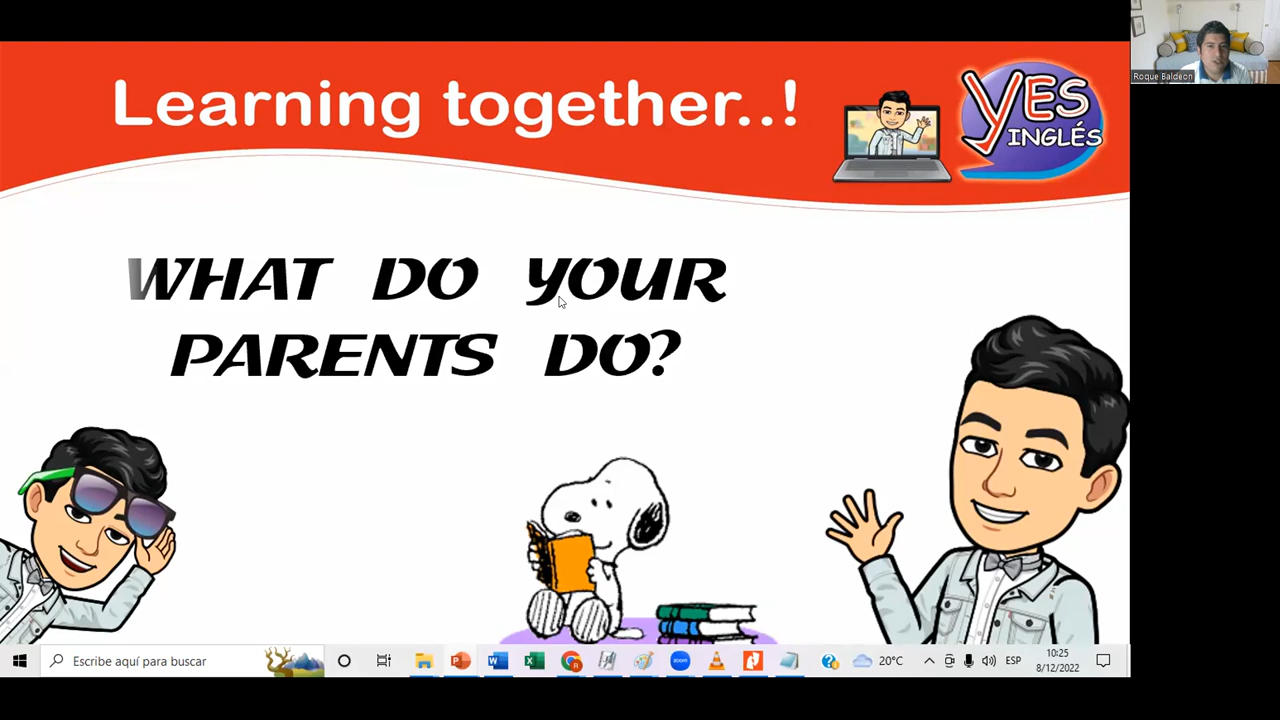 Learning together..!
YES
INGLÉS
Roque Baldeon
WHAT DO YOUR
PARENTS DO?
Escribe aquí para buscar
zoom
20°C
ESP
10:25
8/12/2022